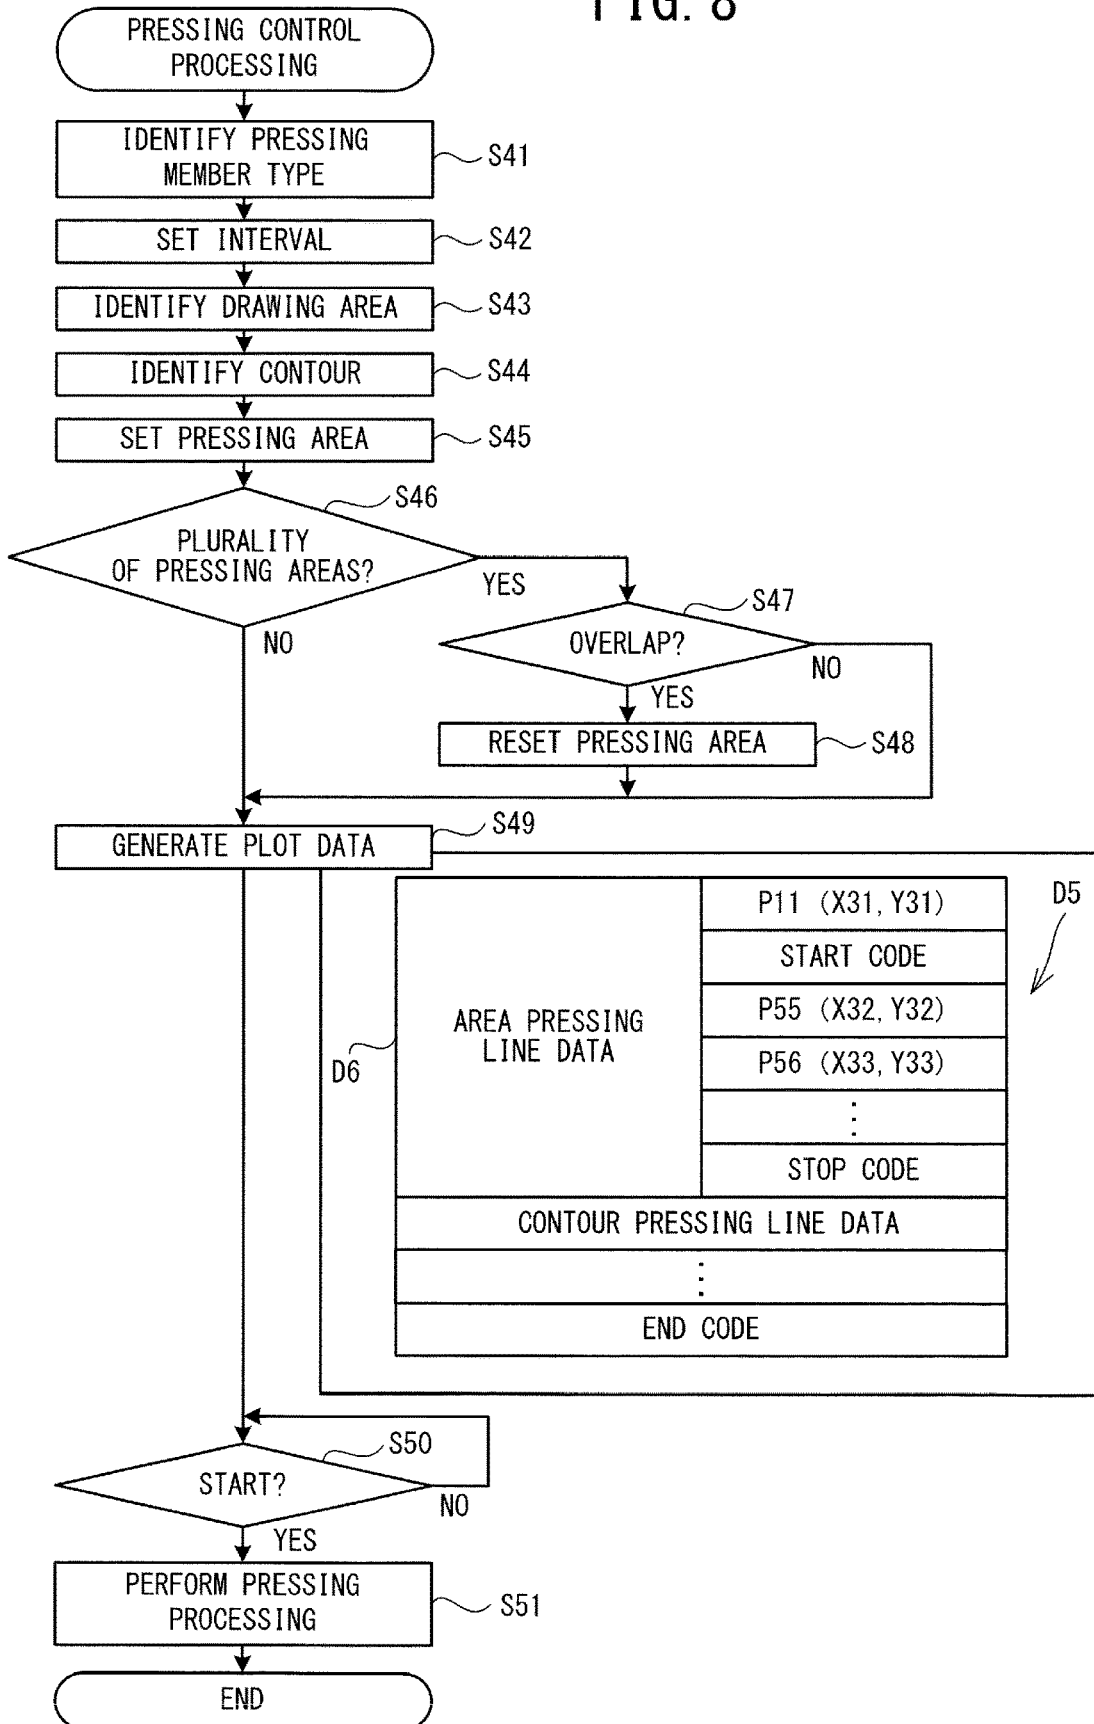 FIG. 8
PRESSING CONTROL
PROCESSING
IDENTIFY PRESSING
MEMBER TYPE
S41
SET INTERVAL
S42
IDENTIFY DRAWING AREA
S43
IDENTIFY CONTOUR
S44
SET PRESSING AREA
S45
S46
PLURALITY
OF PRESSING AREAS?
YES
NO
S47
OVERLAP?
NO
YES
RESET PRESSING AREA
S48
S49
GENERATE PLOT DATA
D5
D6
AREA PRESSING
LINE DATA
P11 (X31, Y31)
START CODE
P55 (X32, Y32)
P56 (X33, Y33)
⋮
STOP CODE
CONTOUR PRESSING LINE DATA
⋮
END CODE
S50
START?
NO
YES
PERFORM PRESSING
PROCESSING
S51
END